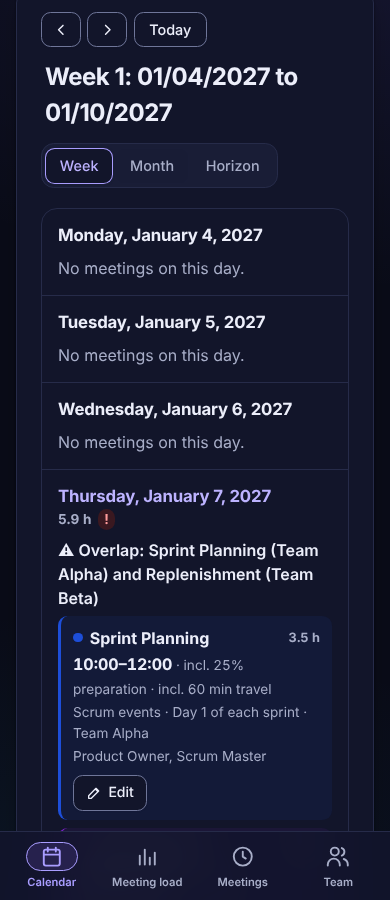 Today
Week 1: 01/04/2027 to
01/10/2027
Week Month Horizon
Monday, January 4, 2027
No meetings on this day.
Tuesday, January 5, 2027
No meetings on this day.
Wednesday, January 6, 2027
No meetings on this day.
Thursday, January 7, 2027
5.9 h !
⚠ Overlap: Sprint Planning (Team
Alpha) and Replenishment (Team
Beta)
Sprint Planning 3.5 h
10:00–12:00 · incl. 25%
preparation · incl. 60 min travel
Scrum events · Day 1 of each sprint ·
Team Alpha
Product Owner, Scrum Master
Edit
Calendar Meeting load Meetings Team